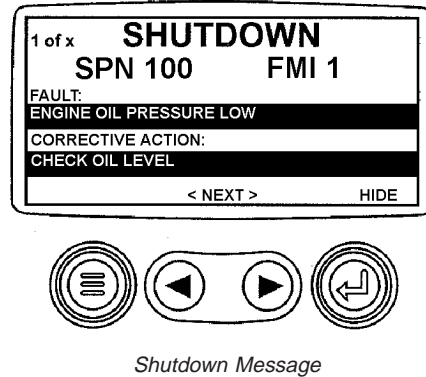 1 of x SHUTDOWN
SPN 100 FMI 1
FAULT:
ENGINE OIL PRESSURE LOW
CORRECTIVE ACTION:
CHECK OIL LEVEL
< NEXT > HIDE
Shutdown Message